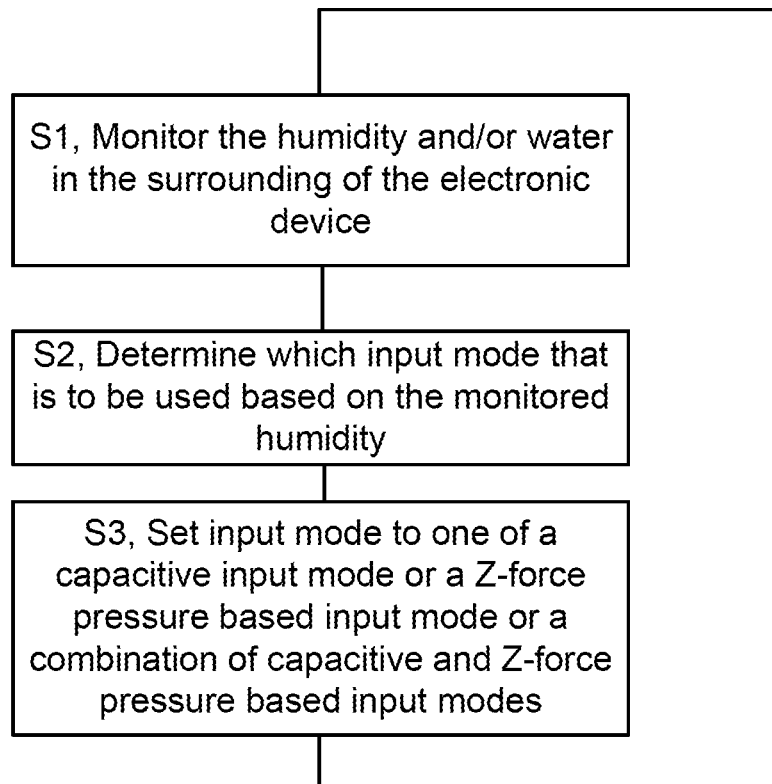 S1, Monitor the humidity and/or water
in the surrounding of the electronic
device
S2, Determine which input mode that
is to be used based on the monitored
humidity
S3, Set input mode to one of a
capacitive input mode or a Z-force
pressure based input mode or a
combination of capacitive and Z-force
pressure based input modes